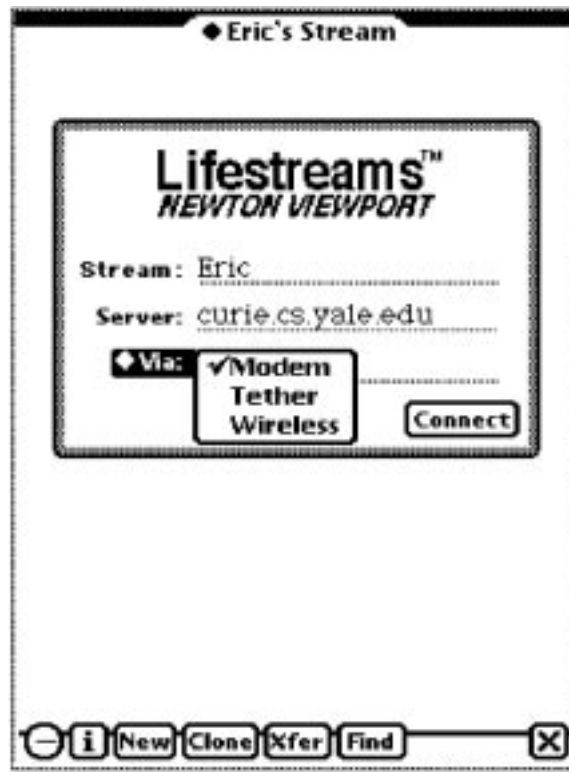 ◆Eric's Stream
Lifestreams™
NEWTON VIEWPORT
Stream: Eric
Server: curie.cs.yale.edu
◆Via: ✓Modem
Tether
Wireless
Connect
i New Clone Xfer Find X